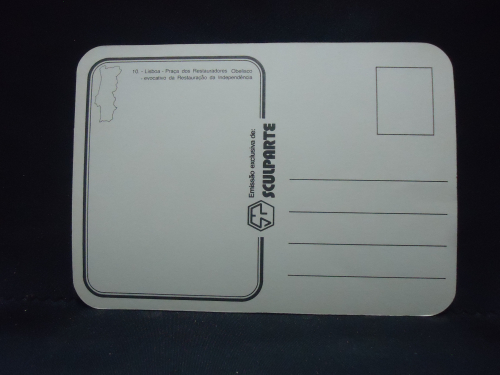 10 - Lisboa - Praça dos Restauradores Obelisco
- evocativo da Restauração da Independência.
Emissão exclusiva de:
SCULPARTE